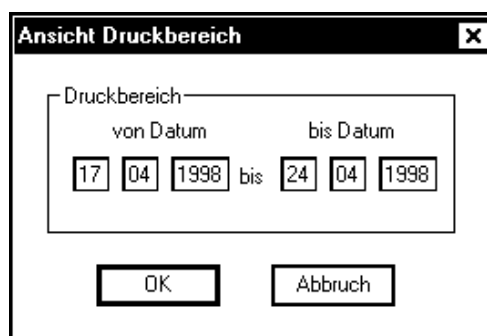 Ansicht Druckbereich
Druckbereich
von Datum bis Datum
17 04 1998 bis 24 04 1998
OK Abbruch